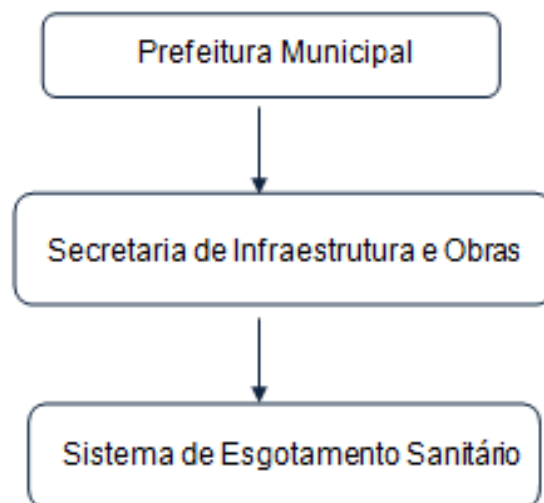 Prefeitura Municipal
Secretaria de Infraestrutura e Obras
Sistema de Esgotamento Sanitário